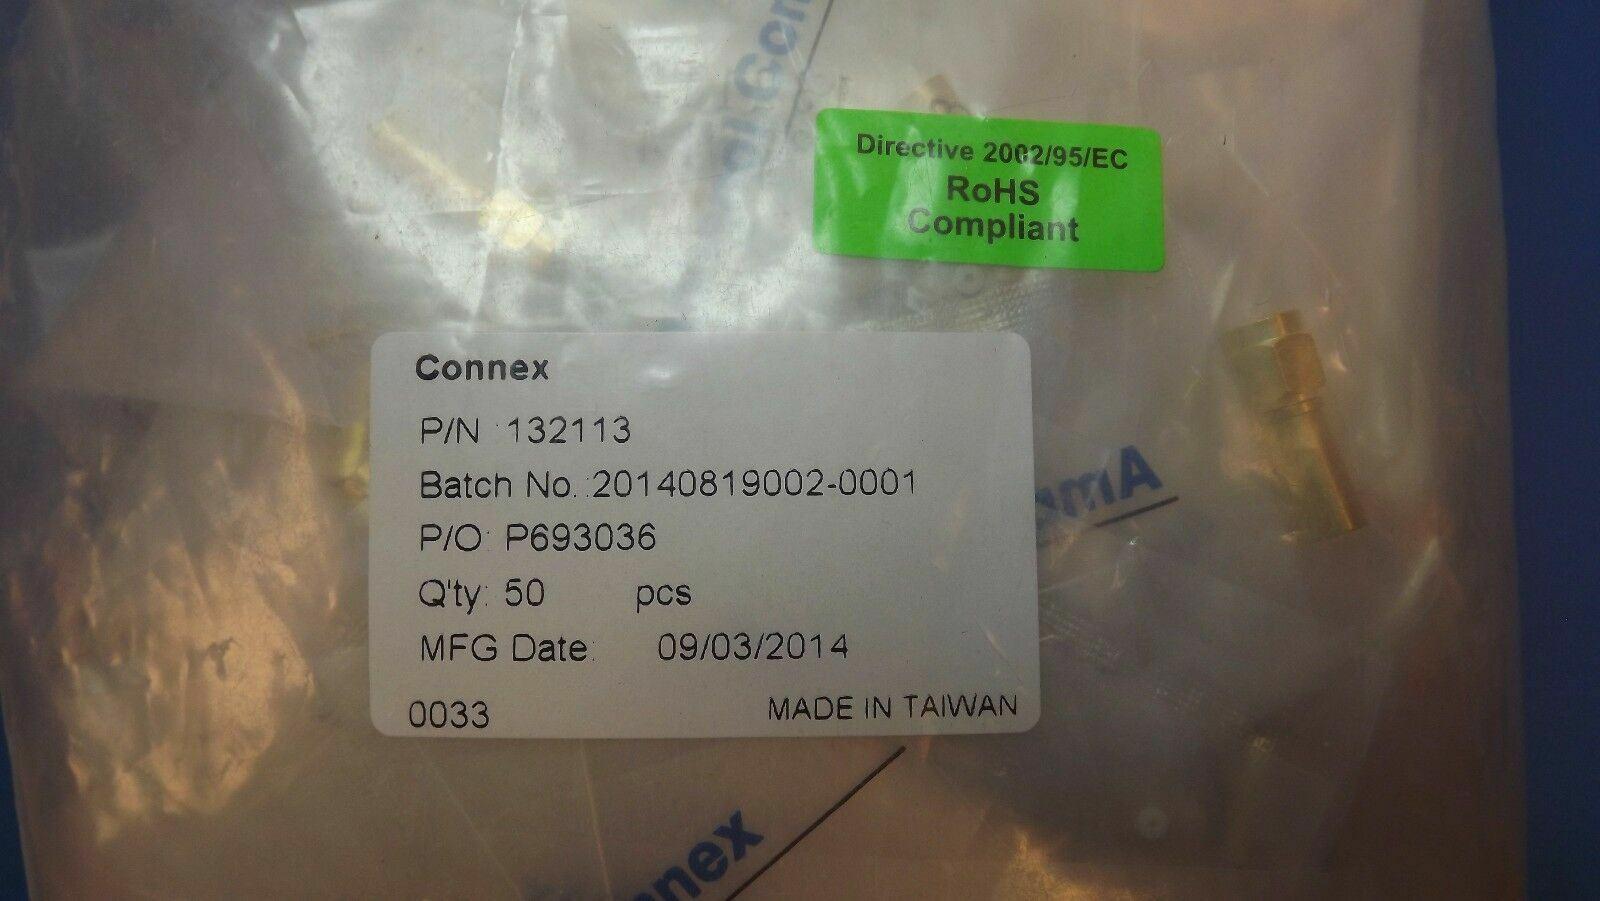 Directive 2002/95/EC
RoHS
Compliant
Connex
P/N 132113
Batch No. :20140819002-0001
P/O: P693036
Q'ty: 50 pcs
MFG Date: 09/03/2014
0033 MADE IN TAIWAN